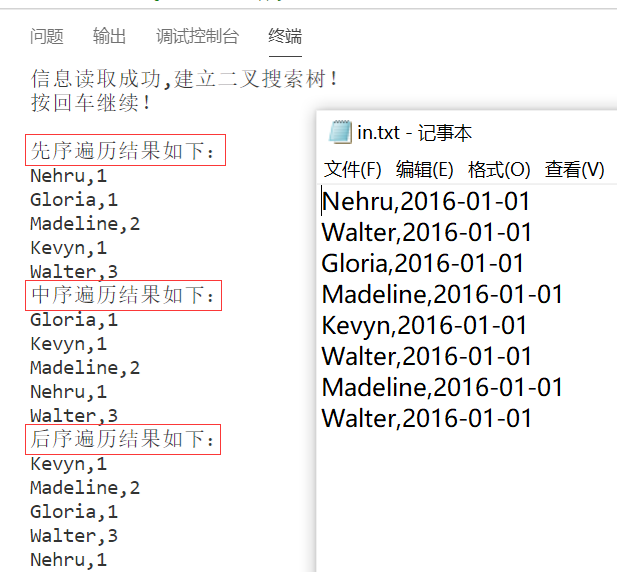 问题 输出 调试控制台 终端
信息读取成功,建立二叉搜索树!
按回车继续!
先序遍历结果如下:
Nehru,1
Gloria,1
Madeline,2
Kevyn,1
Walter,3
中序遍历结果如下:
Gloria,1
Kevyn,1
Madeline,2
Nehru,1
Walter,3
后序遍历结果如下:
Kevyn,1
Madeline,2
Gloria,1
Walter,3
Nehru,1
in.txt - 记事本
文件(F) 编辑(E) 格式(O) 查看(V)
Nehru,2016-01-01
Walter,2016-01-01
Gloria,2016-01-01
Madeline,2016-01-01
Kevyn,2016-01-01
Walter,2016-01-01
Madeline,2016-01-01
Walter,2016-01-01